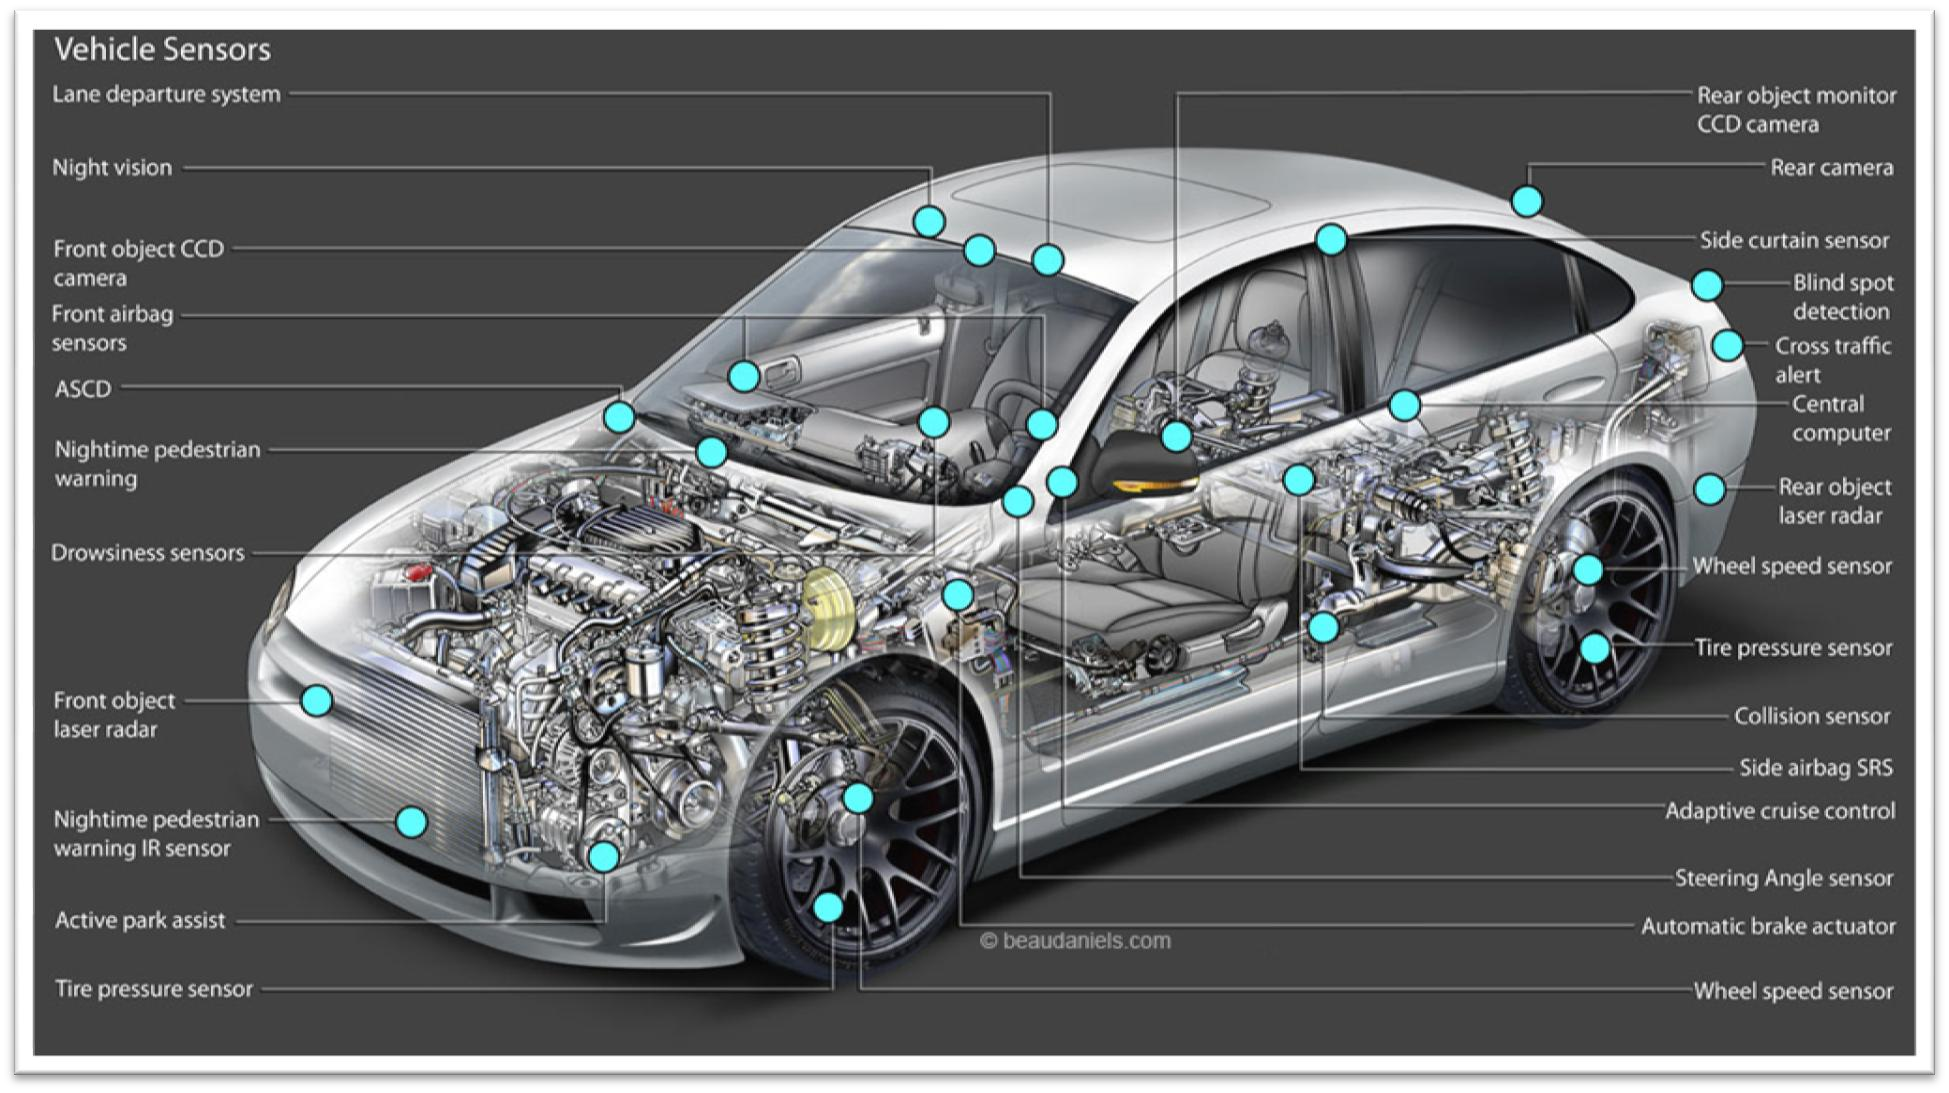 Vehicle Sensors
Lane departure system
Night vision
Front object CCD
camera
Front airbag
sensors
ASCD
Nightime pedestrian
warning
Drowsiness sensors
Front object
laser radar
Nightime pedestrian
warning IR sensor
Active park assist
Tire pressure sensor
Rear object monitor
CCD camera
Rear camera
Side curtain sensor
Blind spot
detection
Cross traffic
alert
Central
computer
Rear object
laser radar
Wheel speed sensor
Tire pressure sensor
Collision sensor
Side airbag SRS
Adaptive cruise control
Steering Angle sensor
Automatic brake actuator
Wheel speed sensor
© beaudaniels.com